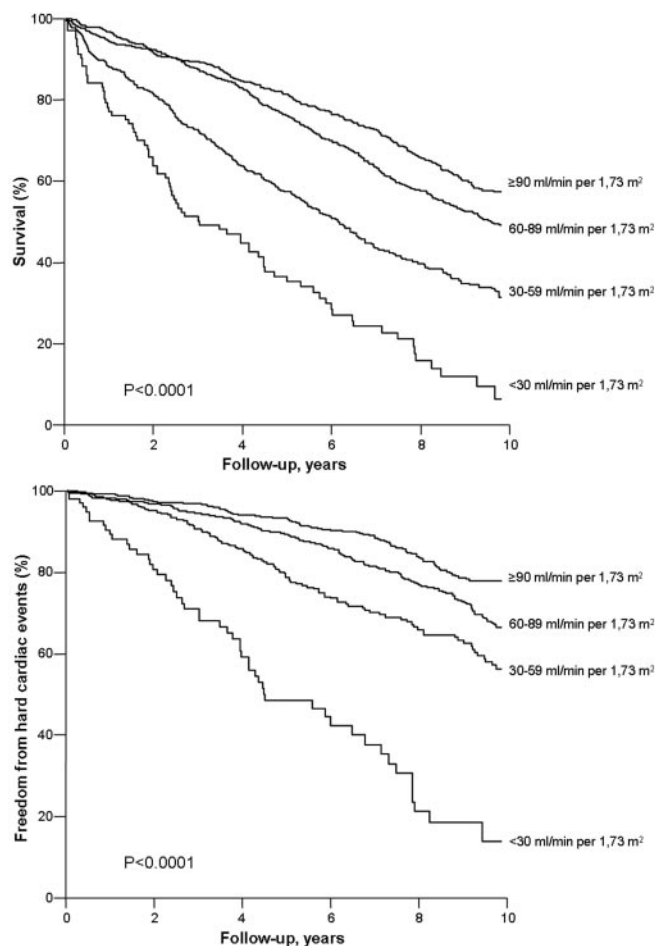 100
80
60
40
20
0
Survival (%)
≥90 ml/min per 1,73 m²
60-89 ml/min per 1,73 m²
30-59 ml/min per 1,73 m²
<30 ml/min per 1,73 m²
P<0.0001
0 2 4 6 8 10
Follow-up, years
100
80
60
40
20
0
Freedom from hard cardiac events (%)
≥90 ml/min per 1,73 m²
60-89 ml/min per 1,73 m²
30-59 ml/min per 1,73 m²
<30 ml/min per 1,73 m²
P<0.0001
0 2 4 6 8 10
Follow-up, years